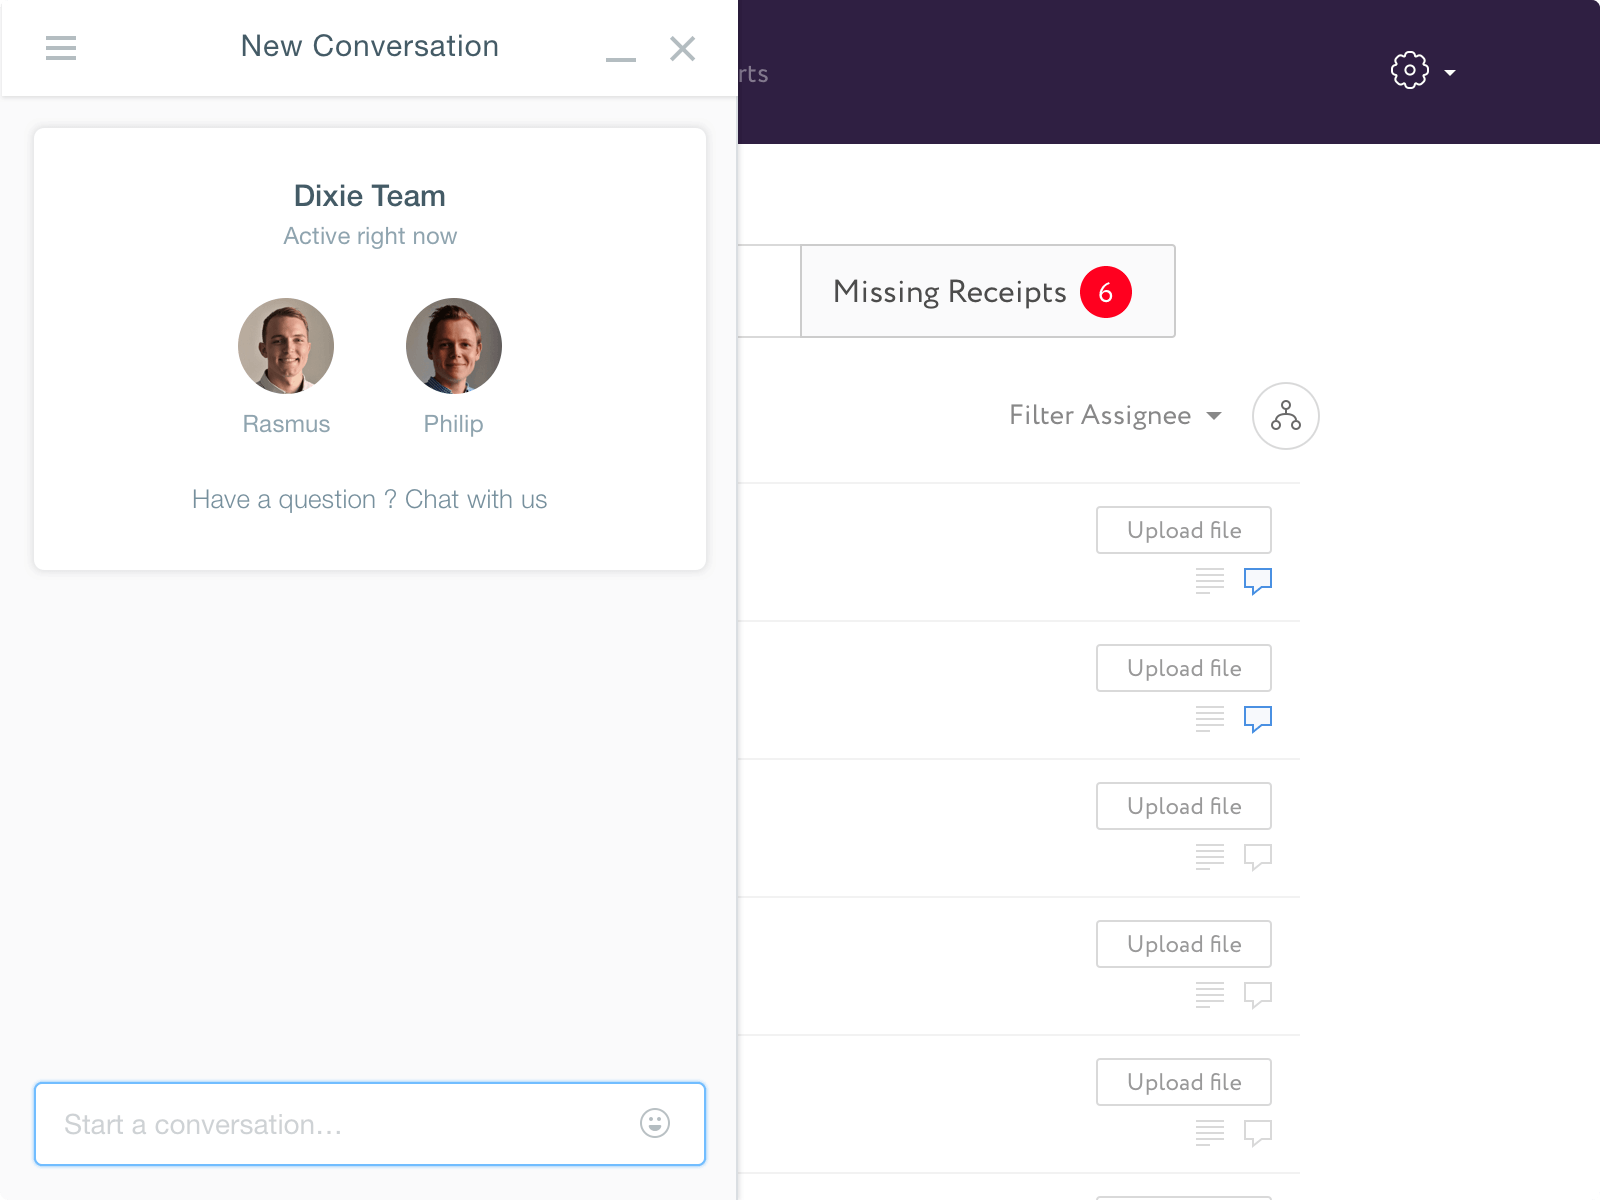 New Conversation
rts
Dixie Team
Active right now
Rasmus
Philip
Have a question ? Chat with us
Start a conversation...
Missing Receipts 6
Filter Assignee
Upload file
Upload file
Upload file
Upload file
Upload file